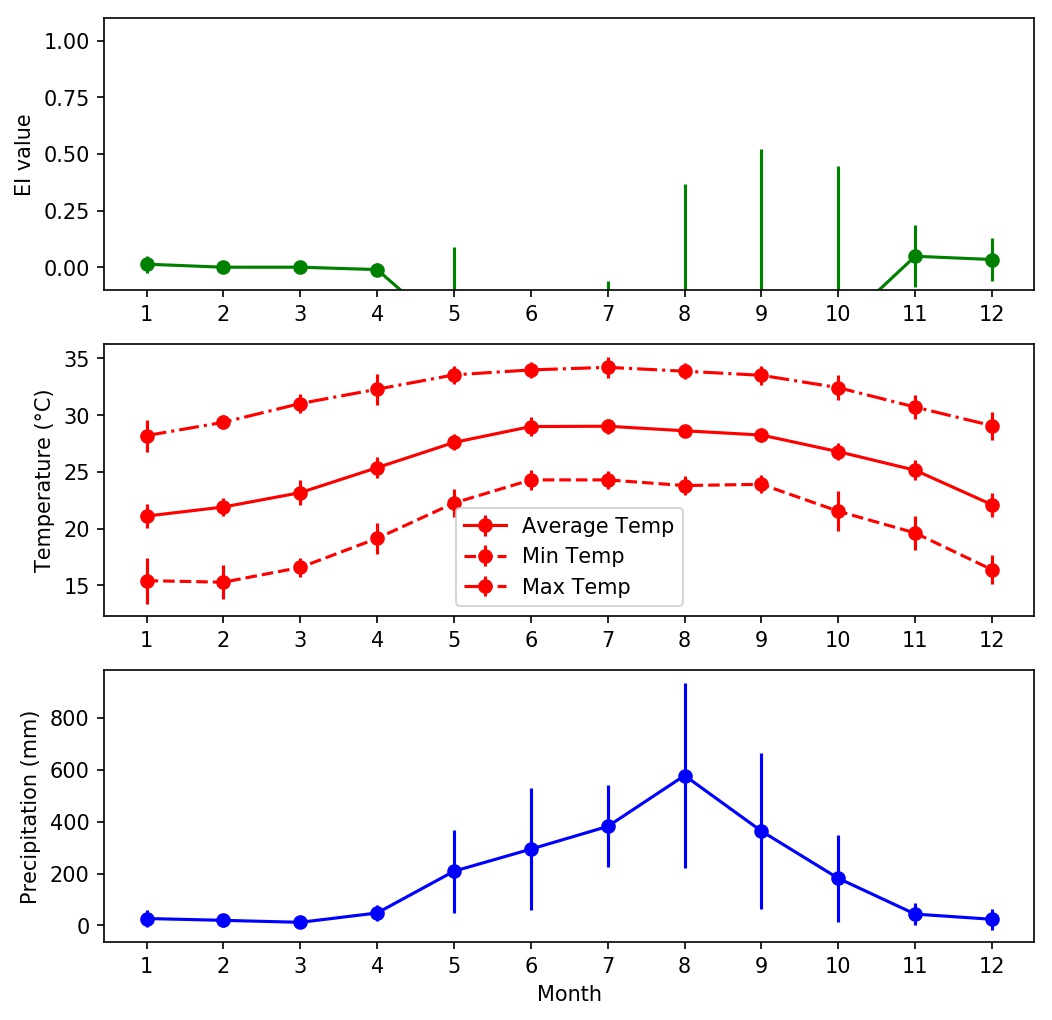 EI value
1.00
0.75
0.50
0.25
0.00
1 2 3 4 5 6 7 8 9 10 11 12
Temperature (°C)
35
30
25
20
15
Average Temp
Min Temp
Max Temp
1 2 3 4 5 6 7 8 9 10 11 12
Precipitation (mm)
800
600
400
200
0
1 2 3 4 5 6 7 8 9 10 11 12
Month